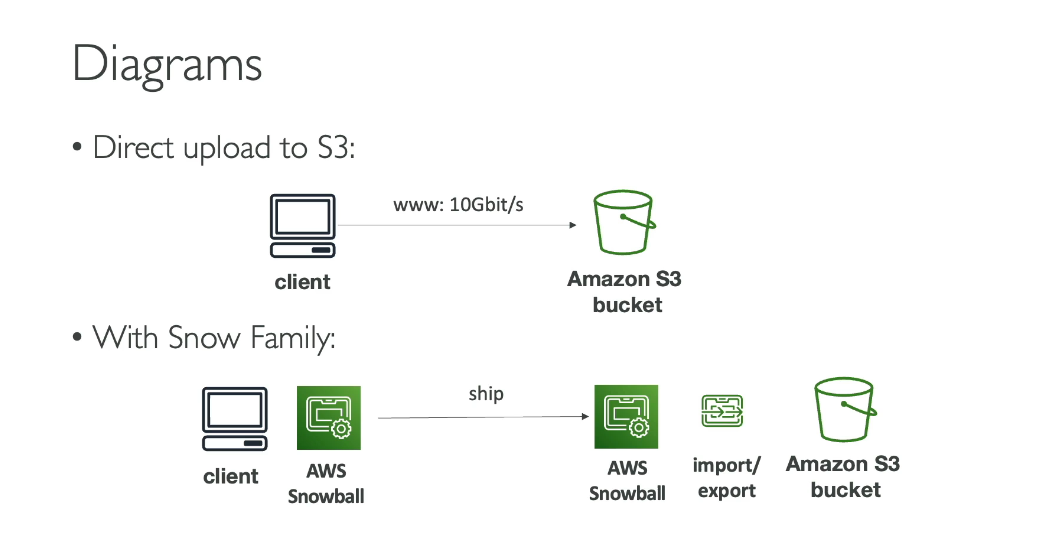 Diagrams
• Direct upload to S3:
www: 10Gbit/s
client
Amazon S3
bucket
• With Snow Family:
ship
client
AWS
Snowball
AWS
Snowball
import/
export
Amazon S3
bucket